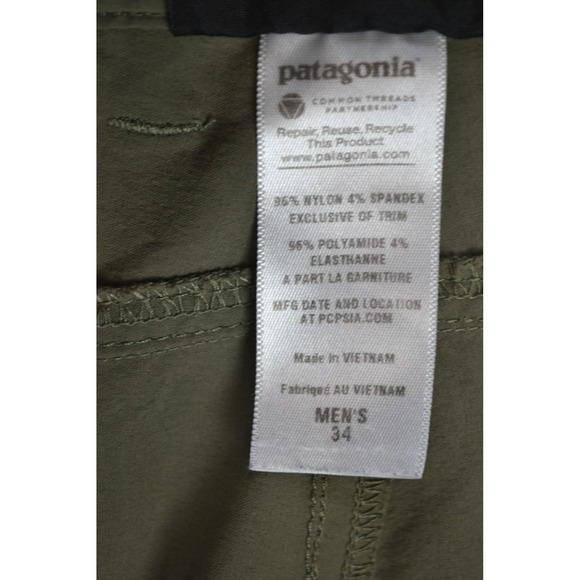 patagonia®
COMMON THREADS
PARTNERSHIP
Repair, Reuse, Recycle
This Product
www.patagonia.com
96% NYLON 4% SPANDEX
EXCLUSIVE OF TRIM
96% POLYAMIDE 4%
ELASTHANNE
A PART LA GARNITURE
MFG DATE AND LOCATION
AT PCPSIA.COM
Made in VIETNAM
Fabriqué AU VIETNAM
MEN'S
34